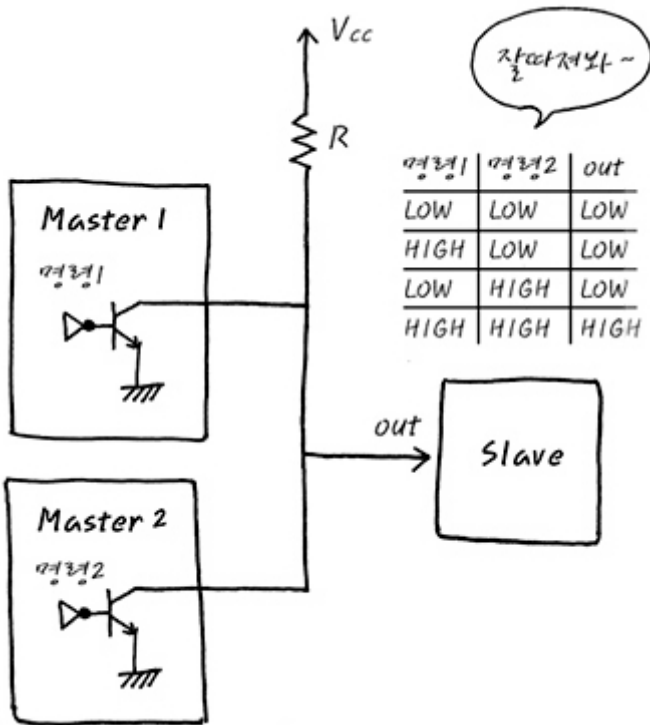 Vcc
잘따져봐~
R
명령1 명령2 out
LOW LOW LOW
HIGH LOW LOW
LOW HIGH LOW
HIGH HIGH HIGH
Master 1
명령1
out
Slave
Master 2
명령2